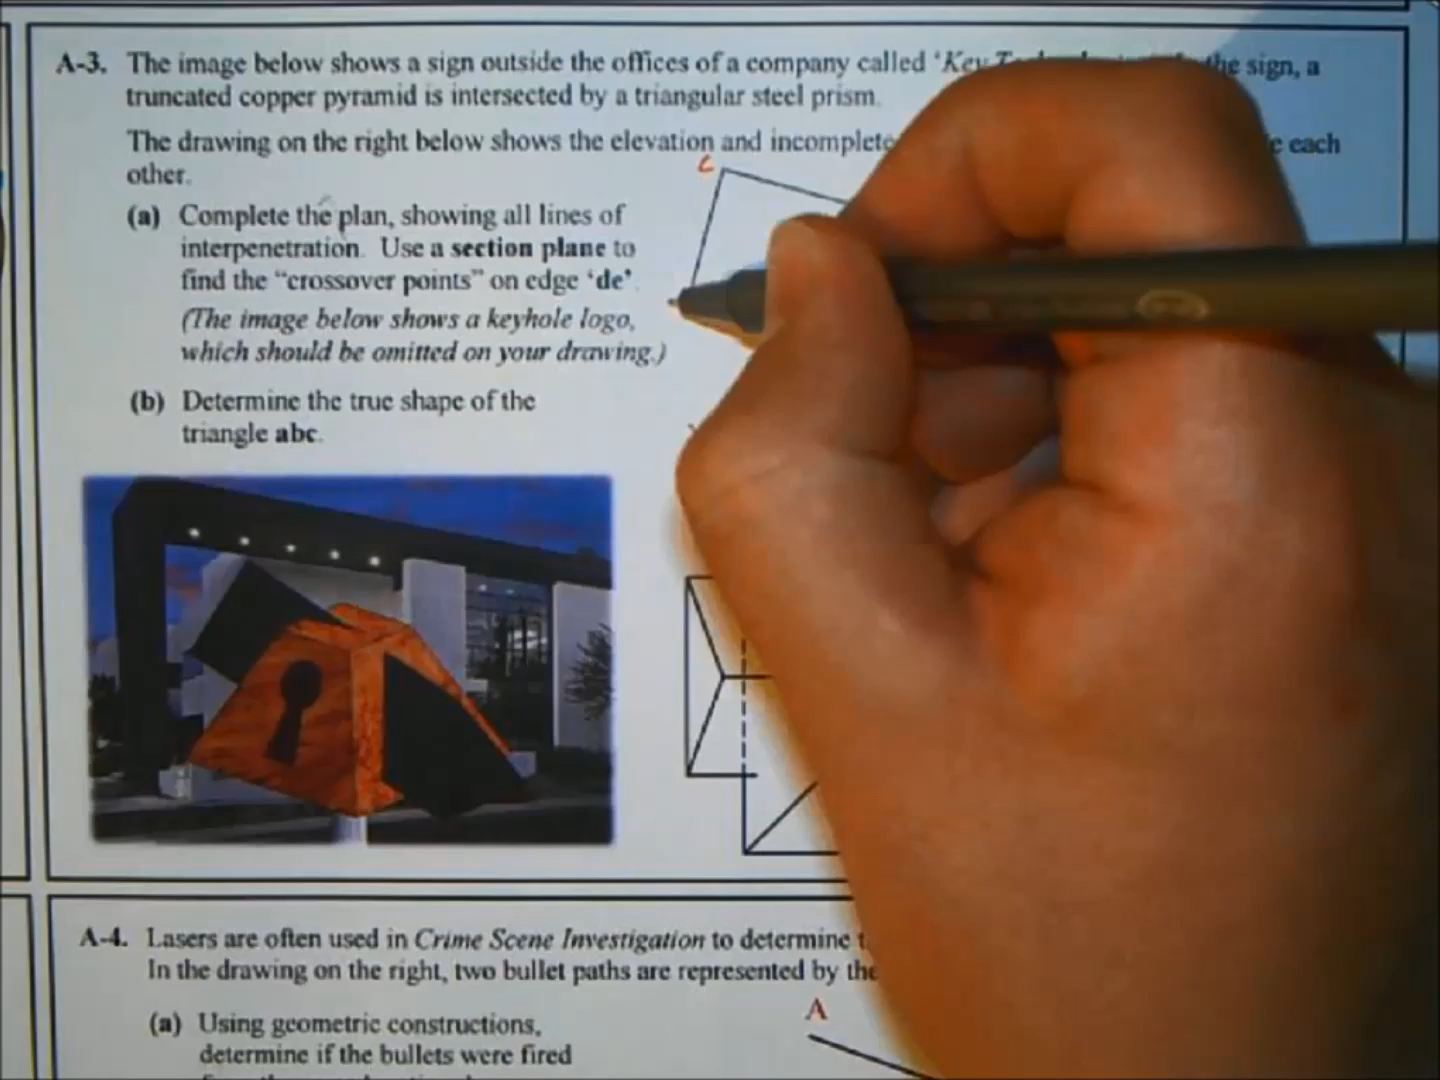 A-3. The image below shows a sign outside the offices of a company called ‘Key the sign, a
truncated copper pyramid is intersected by a triangular steel prism.
The drawing on the right below shows the elevation and incomplete each
other.
c
(a) Complete the plan, showing all lines of
interpenetration. Use a section plane to
find the “crossover points” on edge ‘de’.
(The image below shows a keyhole logo,
which should be omitted on your drawing.)
(b) Determine the true shape of the
triangle abc.
A-4. Lasers are often used in Crime Scene Investigation to determine
In the drawing on the right, two bullet paths are represented by the
A
(a) Using geometric constructions,
determine if the bullets were fired